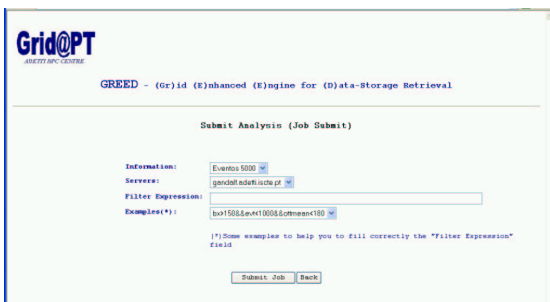 Grid@PT
ADETTI HPC CENTRE
GREED - (Gr)id (E)nhanced (E)ngine for (D)ata-Storage Retrieval
Submit Analysis (Job Submit)
Information: Eventos 5000
Servers: gandalf.adetti.iscte.pt
Filter Expression:
Examples(*): bx>150&&evt<1000&&ottmean<180
(*)Some examples to help you to fill correctly the "Filter Expression"
field
Submit Job Back